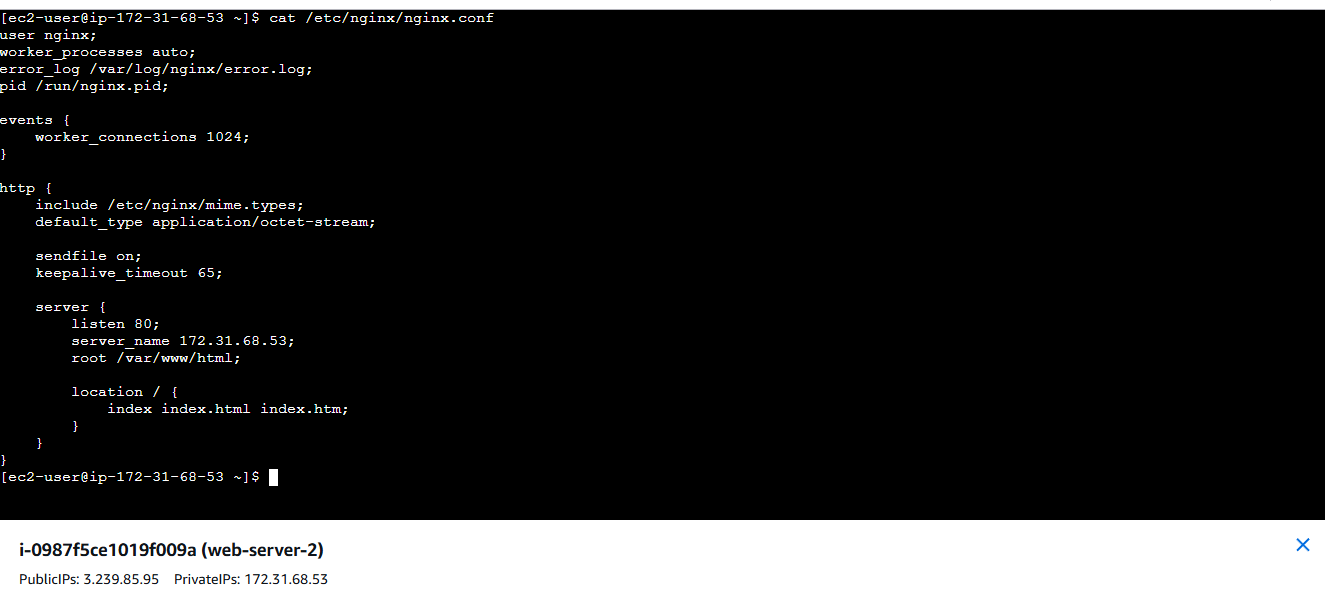 [ec2-user@ip-172-31-68-53 ~]$ cat /etc/nginx/nginx.conf
user nginx;
worker_processes auto;
error_log /var/log/nginx/error.log;
pid /run/nginx.pid;
events {
    worker_connections 1024;
}
http {
    include /etc/nginx/mime.types;
    default_type application/octet-stream;
    sendfile on;
    keepalive_timeout 65;
    server {
        listen 80;
        server_name 172.31.68.53;
        root /var/www/html;
        location / {
            index index.html index.htm;
        }
    }
}
[ec2-user@ip-172-31-68-53 ~]$
i-0987f5ce1019f009a (web-server-2)
PublicIPs: 3.239.85.95    PrivateIPs: 172.31.68.53